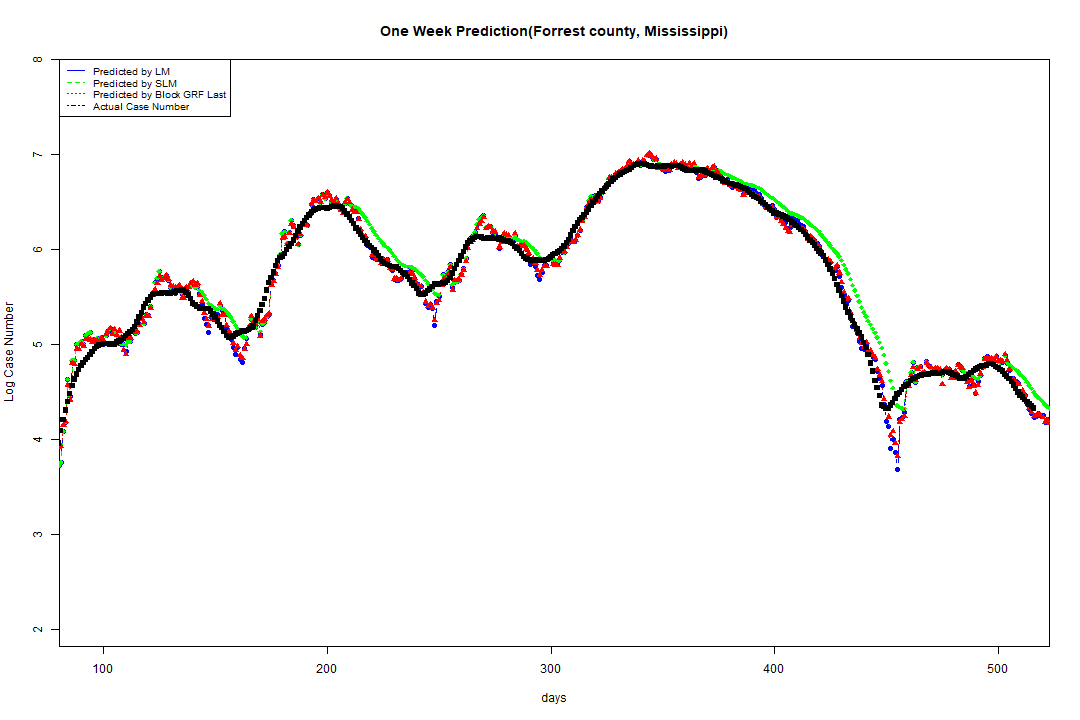 One Week Prediction(Forrest county, Mississippi)
8
Predicted by LM
Predicted by SLM
Predicted by Block GRF Last
Actual Case Number
7
6
5
4
3
2
Log Case Number
100 200 300 400 500
days